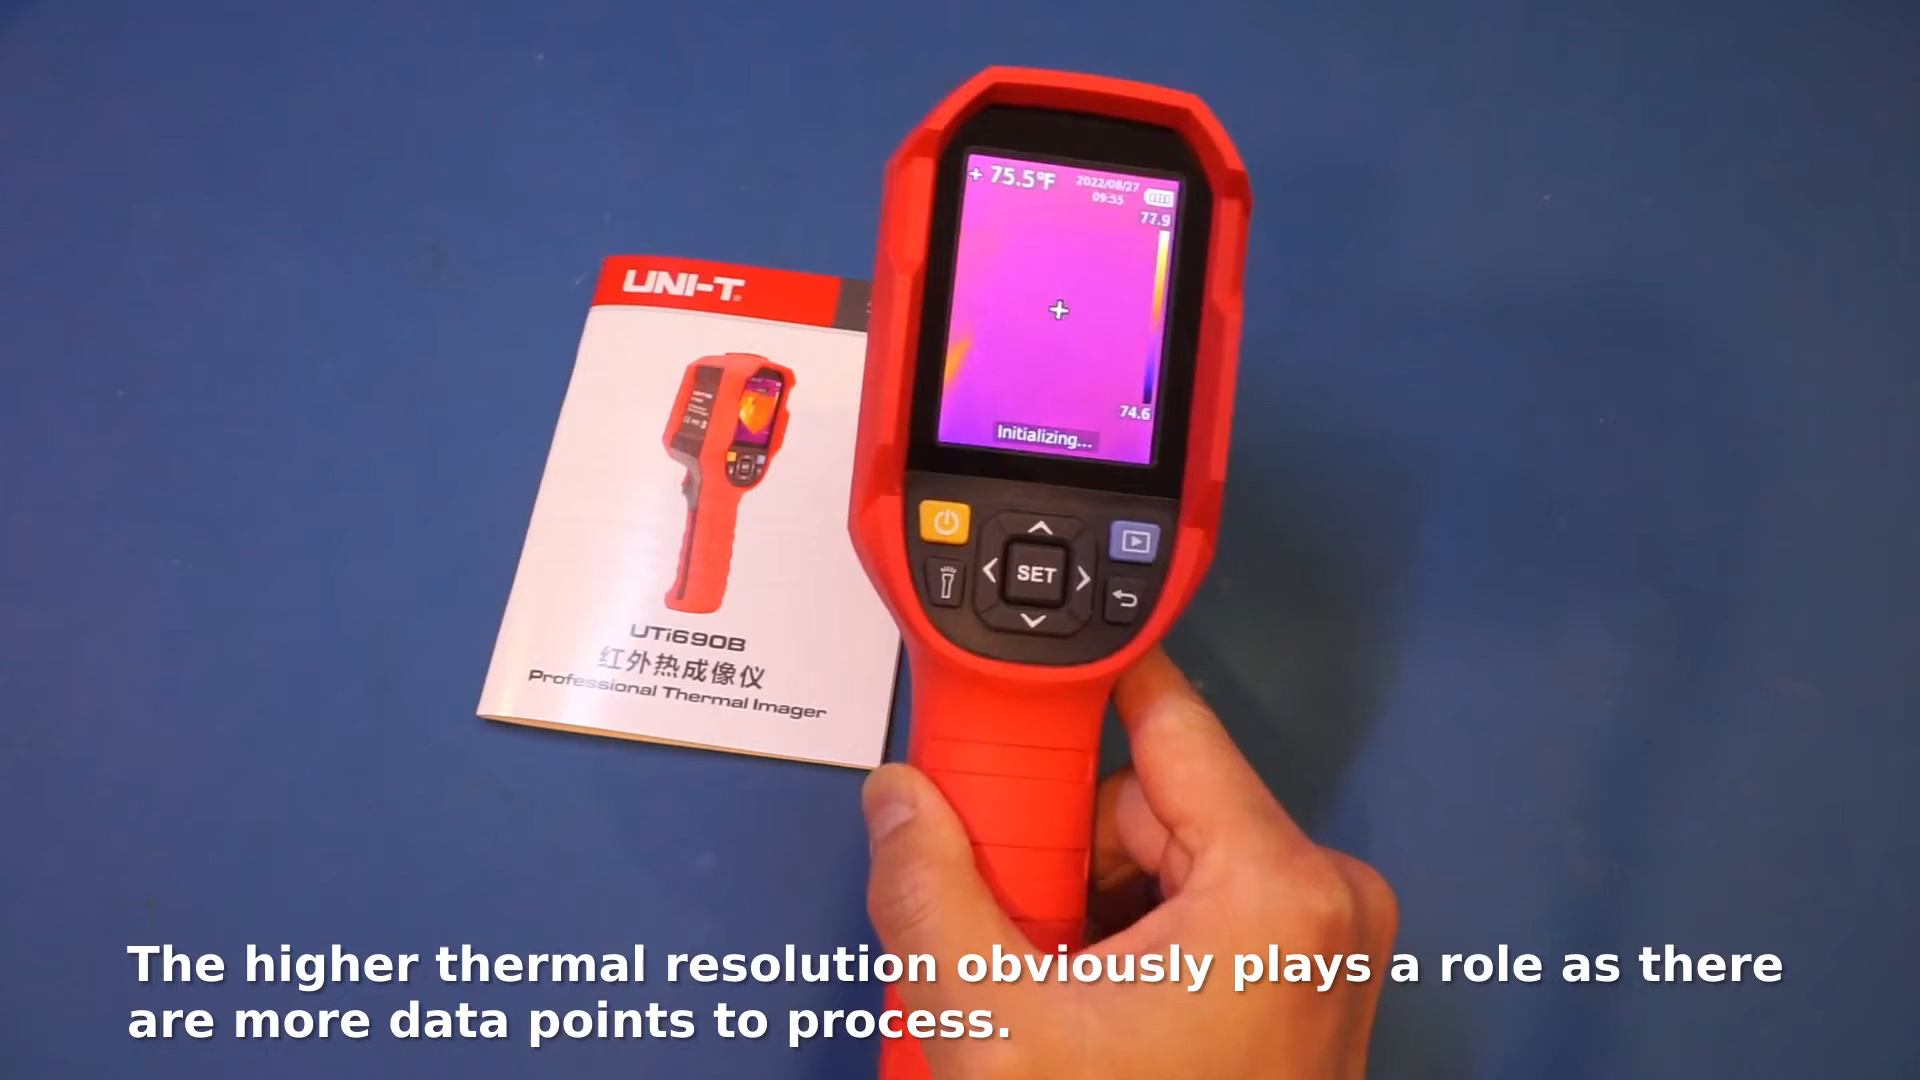 + 75.5°F
2022/08/27
09:55
77.9
74.6
Initializing...
SET
UNI-T
UTi690B
红外热成像仪
Professional Thermal Imager
The higher thermal resolution obviously plays a role as there
are more data points to process.